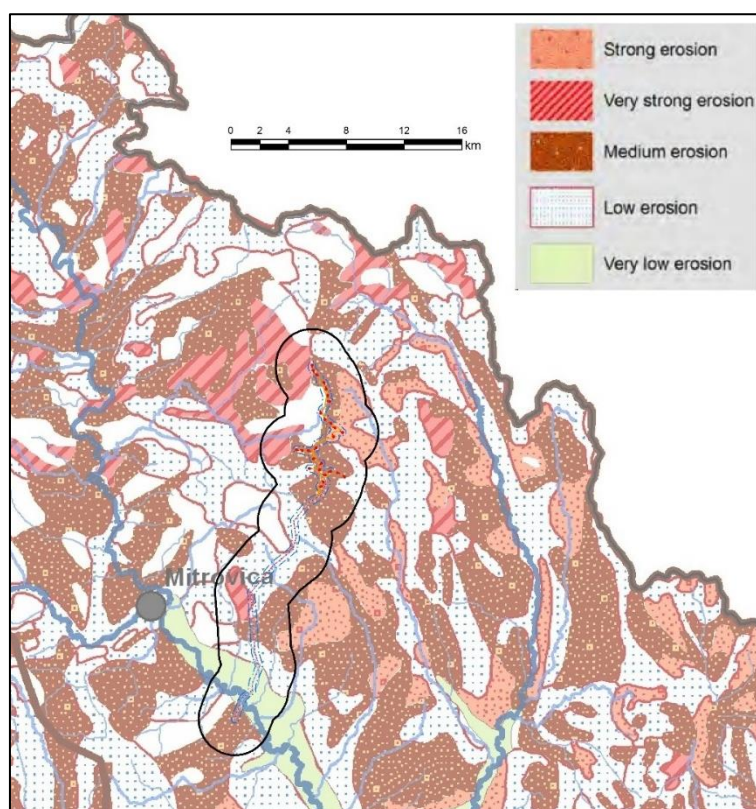 Strong erosion
Very strong erosion
Medium erosion
Low erosion
Very low erosion
0 2 4 8 12 16
km
Mitrovica